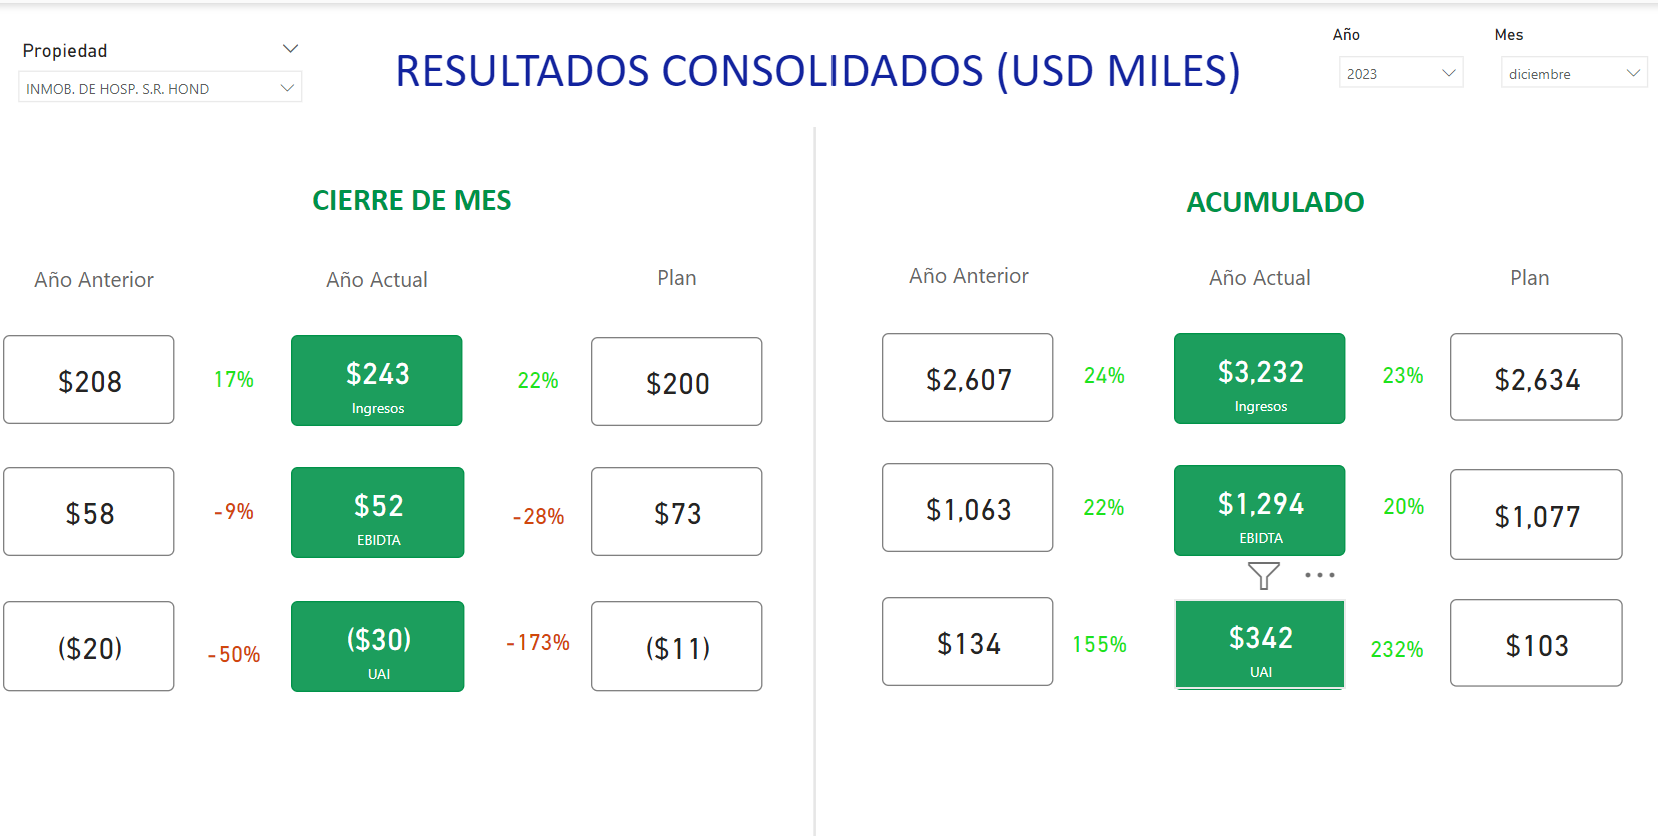 Propiedad
INMOB. DE HOSP. S.R. HOND
RESULTADOS CONSOLIDADOS (USD MILES)
Año
2023
Mes
diciembre
CIERRE DE MES
Año Anterior
Año Actual
Plan
$208
17%
$243
Ingresos
22%
$200
$58
-9%
$52
EBIDTA
-28%
$73
($20)
-50%
($30)
UAI
-173%
($11)
ACUMULADO
Año Anterior
Año Actual
Plan
$2,607
24%
$3,232
Ingresos
23%
$2,634
$1,063
22%
$1,294
EBIDTA
20%
$1,077
$134
155%
$342
UAI
232%
$103